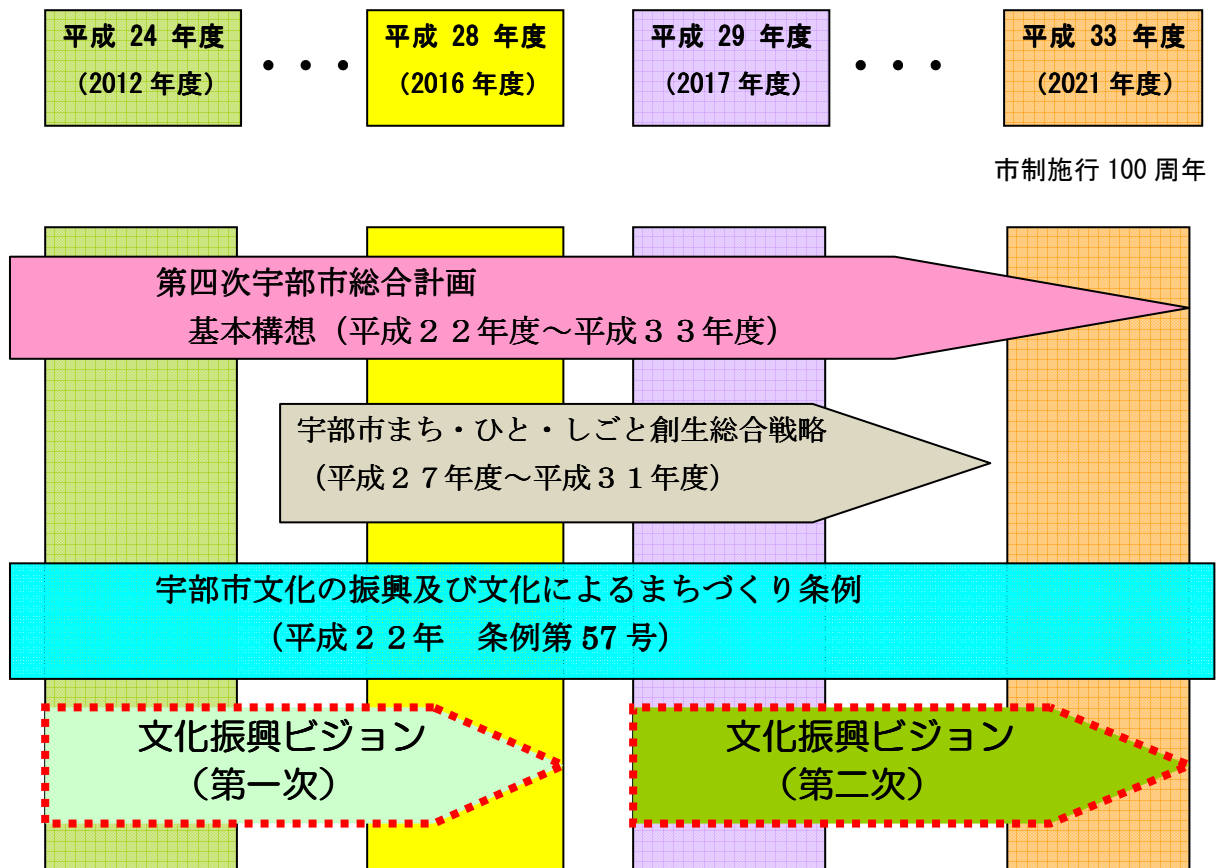 平成 24 年度
(2012 年度)
・・・
平成 28 年度
(2016 年度)
平成 29 年度
(2017 年度)
・・・
平成 33 年度
(2021 年度)
市制施行 100 周年
第四次宇部市総合計画
基本構想（平成２２年度～平成３３年度）
宇部市まち・ひと・しごと創生総合戦略
（平成２７年度～平成３１年度）
宇部市文化の振興及び文化によるまちづくり条例
（平成２２年　条例第 57 号）
文化振興ビジョン
（第一次）
文化振興ビジョン
（第二次）